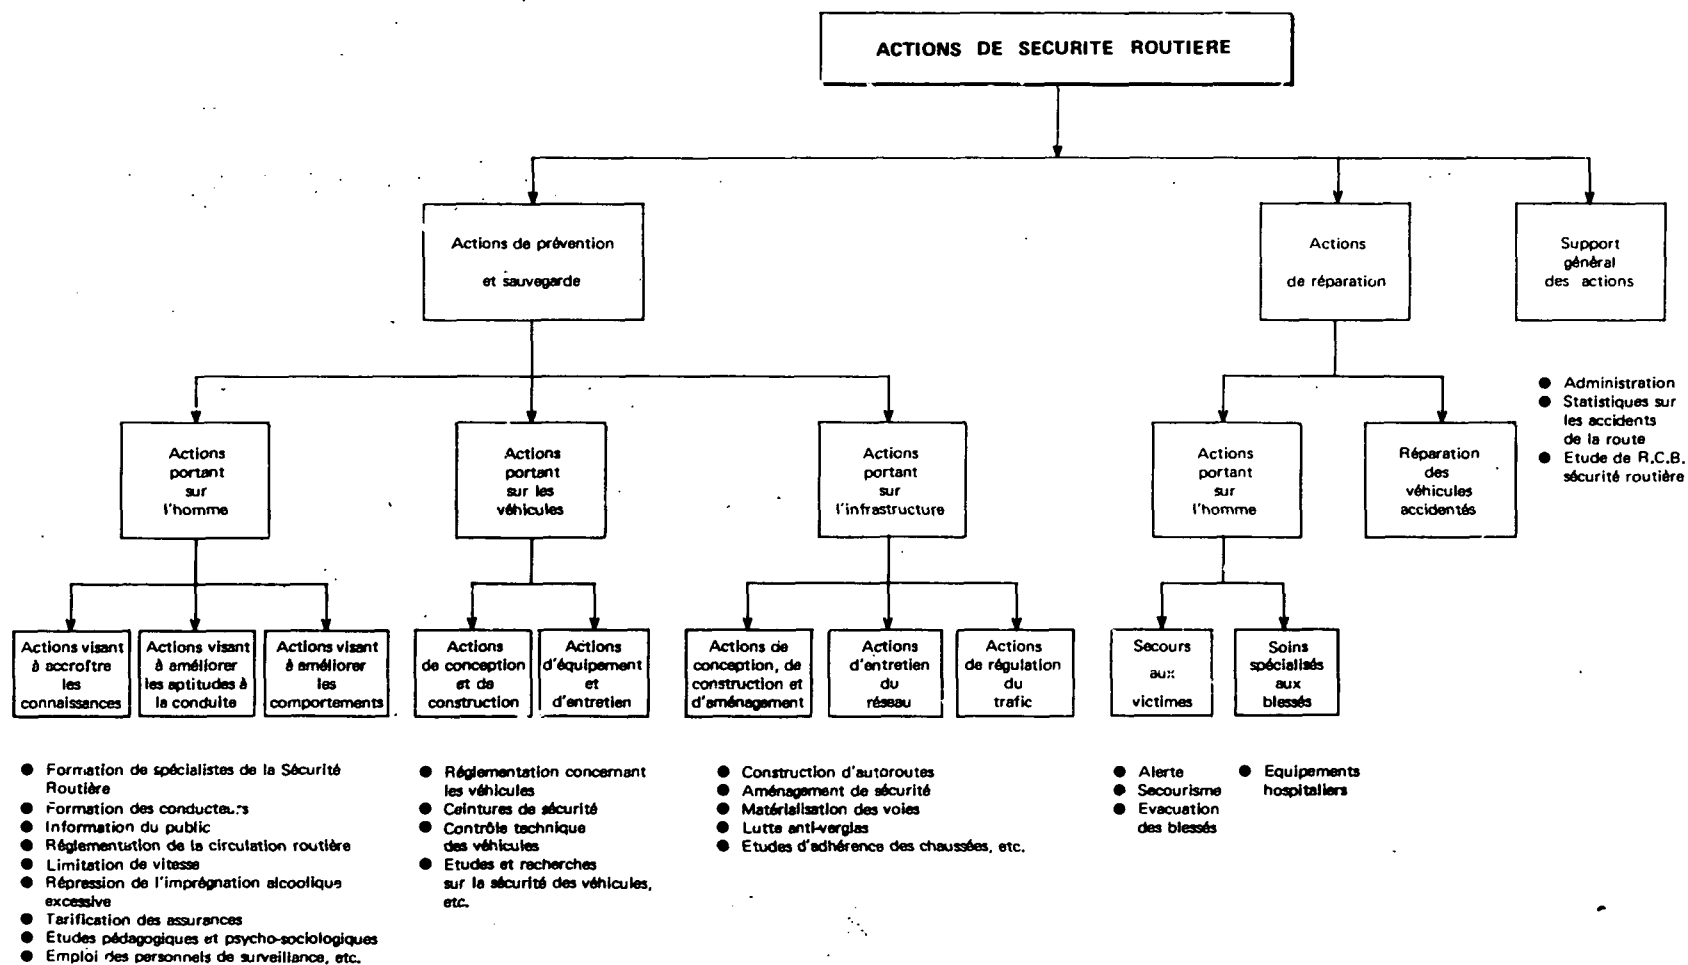 ACTIONS DE SECURITE ROUTIERE
Actions de prévention
et sauvegarde
Actions
de réparation
Support
général
des actions
Actions
portant
sur
l'homme
Actions
portant
sur les
véhicules
Actions
portant
sur
l'infrastructure
Actions
portant
sur
l'homme
Réparation
des
véhicules
accidentés
● Administration
● Statistiques sur
les accidents
de la route
● Etude de R.C.B.
sécurité routière
Actions visant
à accroître
les
connaissances
Actions visant
à améliorer
les aptitudes à
la conduite
Actions visant
à améliorer
les
comportements
Actions
de conception
et de
construction
Actions
d'équipement
et
d'entretien
Actions de
conception, de
construction et
d'aménagement
Actions
d'entretien
du
réseau
Actions
de régulation
du
trafic
Secours
aux
victimes
Soins
spécialisés
aux
blessés
● Formation de spécialistes de la Sécurité
Routière
● Formation des conducteurs
● Information du public
● Réglementation de la circulation routière
● Limitation de vitesse
● Répression de l'imprégnation alcoolique
excessive
● Tarification des assurances
● Etudes pédagogiques et psycho-sociologiques
● Emploi des personnels de surveillance, etc.
● Réglementation concernant
les véhicules
● Ceintures de sécurité
● Contrôle technique
des véhicules
● Etudes et recherches
sur la sécurité des véhicules,
etc.
● Construction d'autoroutes
● Aménagement de sécurité
● Matérialisation des voies
● Lutte anti-verglas
● Etudes d'adhérence des chaussées, etc.
● Alerte
● Secourisme
● Evacuation
des blessés
● Equipements
hospitaliers